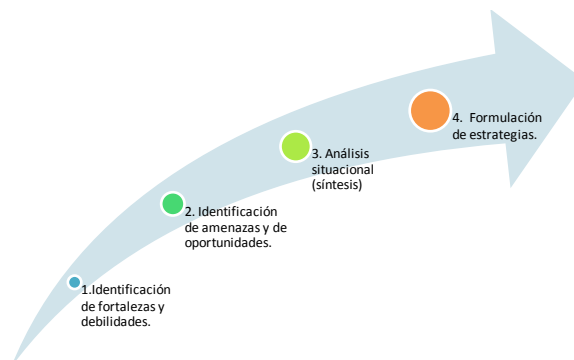 1.Identificación
de fortalezas y
debilidades.
2. Identificación
de amenazas y de
oportunidades.
3. Análisis
situacional
(síntesis)
4.  Formulación
de estrategias.